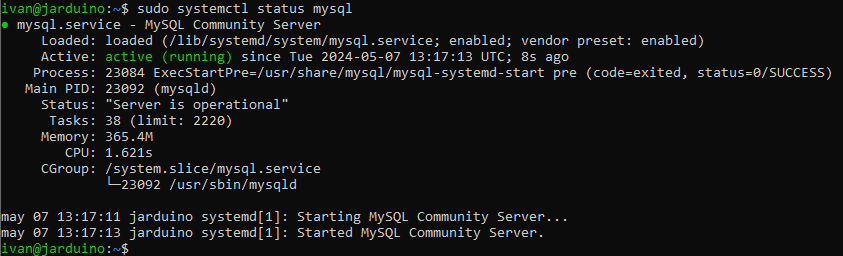 ivan@jarduino:~$ sudo systemctl status mysql
● mysql.service - MySQL Community Server
     Loaded: loaded (/lib/systemd/system/mysql.service; enabled; vendor preset: enabled)
     Active: active (running) since Tue 2024-05-07 13:17:13 UTC; 8s ago
    Process: 23084 ExecStartPre=/usr/share/mysql/mysql-systemd-start pre (code=exited, status=0/SUCCESS)
   Main PID: 23092 (mysqld)
     Status: "Server is operational"
      Tasks: 38 (limit: 2220)
     Memory: 365.4M
        CPU: 1.621s
     CGroup: /system.slice/mysql.service
             └─23092 /usr/sbin/mysqld

may 07 13:17:11 jarduino systemd[1]: Starting MySQL Community Server...
may 07 13:17:13 jarduino systemd[1]: Started MySQL Community Server.
ivan@jarduino:~$